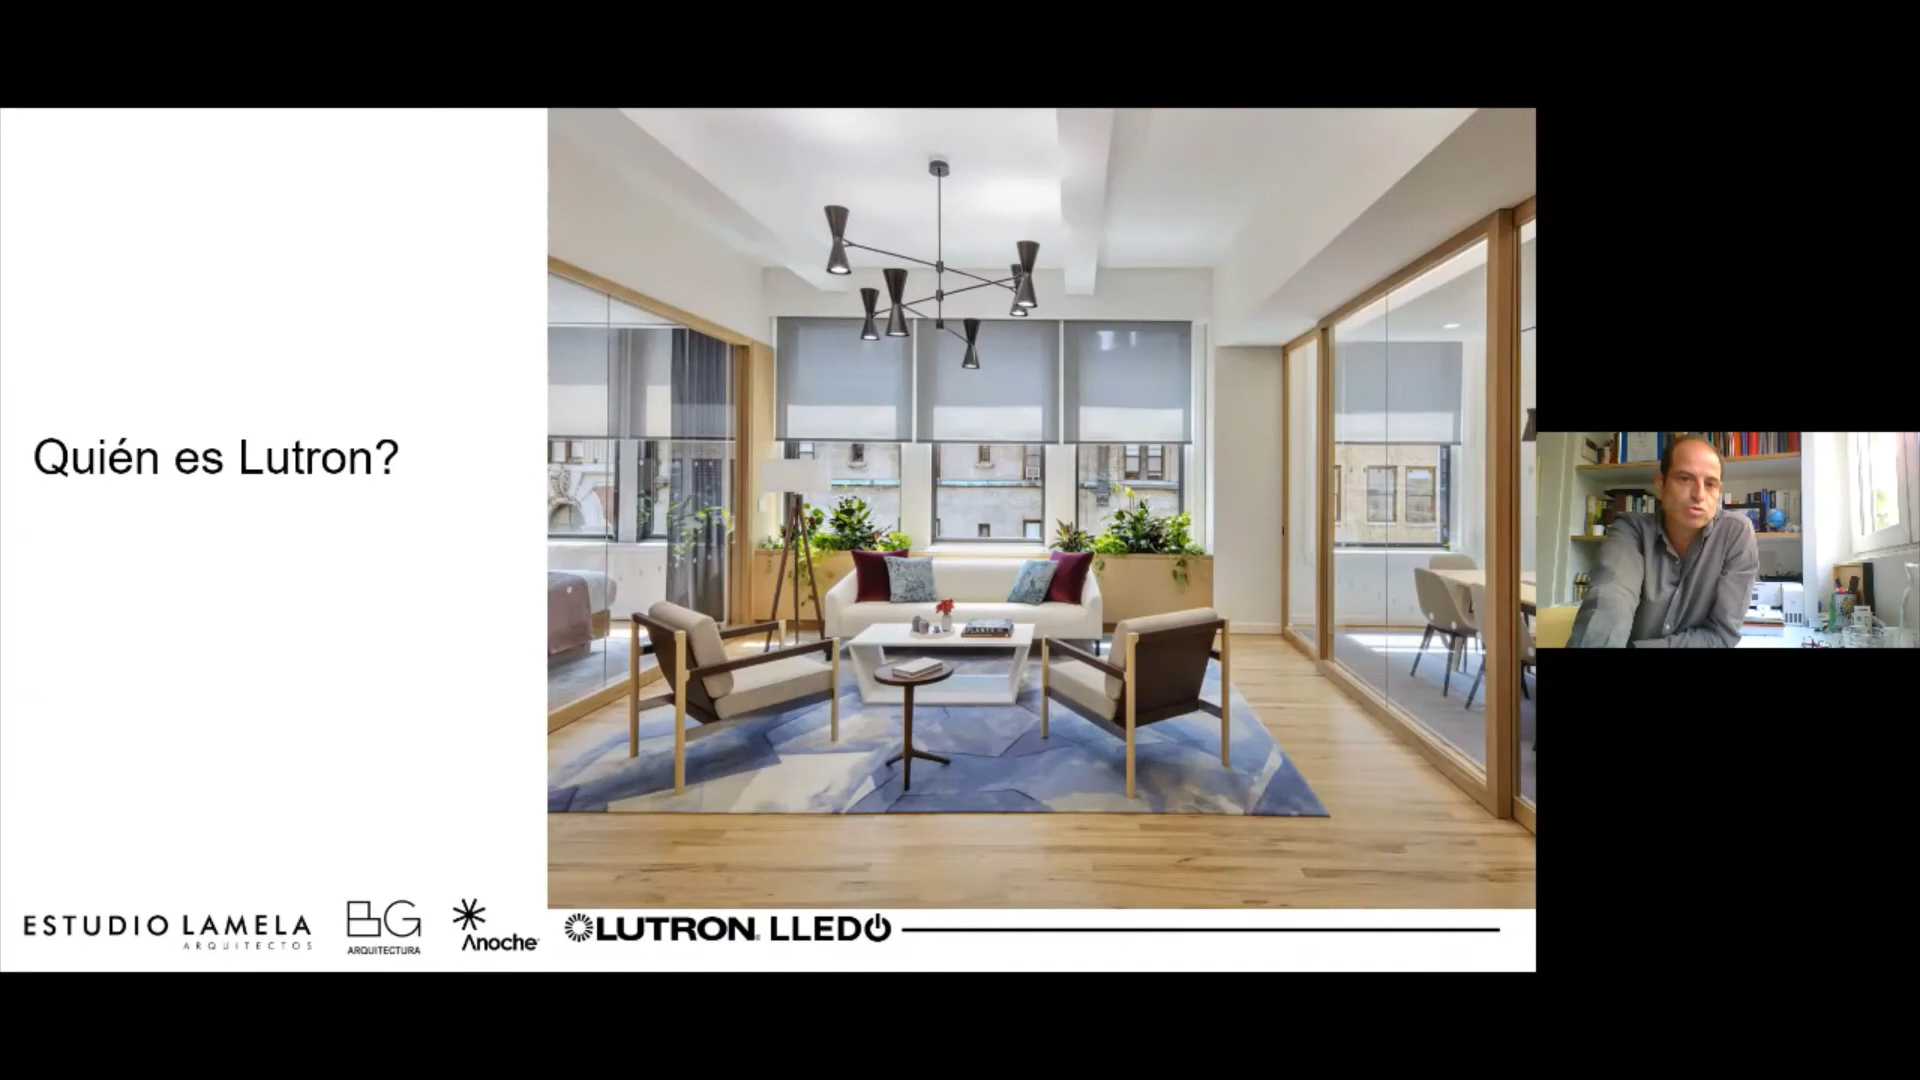 Quién es Lutron?
ESTUDIO LAMELA
ARQUITECTOS
BG
ARQUITECTURA
Anoche
LUTRON LLEDÓ